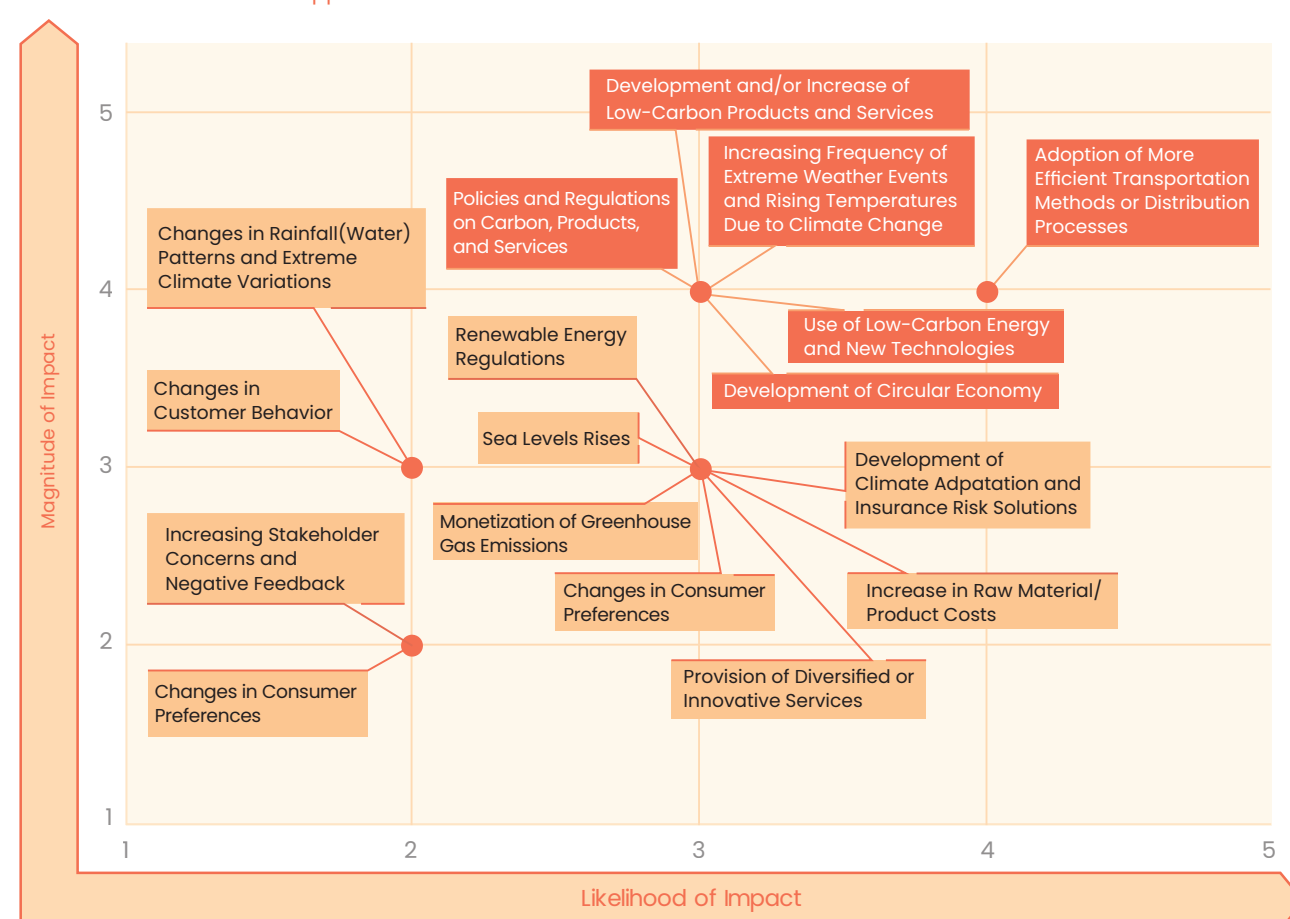 Development and/or Increase of
Low-Carbon Products and Services
Increasing Frequency of
Extreme Weather Events
and Rising Temperatures
Due to Climate Change
Adoption of More
Efficient Transportation
Methods or Distribution
Processes
Policies and Regulations
on Carbon, Products,
and Services
Changes in Rainfall(Water)
Patterns and Extreme
Climate Variations
Use of Low-Carbon Energy
and New Technologies
Renewable Energy
Regulations
Development of Circular Economy
Changes in
Customer Behavior
Sea Levels Rises
Development of
Climate Adpatation and
Insurance Risk Solutions
Monetization of Greenhouse
Gas Emissions
Increasing Stakeholder
Concerns and
Negative Feedback
Changes in Consumer
Preferences
Increase in Raw Material/
Product Costs
Provision of Diversified or
Innovative Services
Changes in Consumer
Preferences
Magnitude of Impact
5
4
3
2
1
1
2
3
4
5
Likelihood of Impact